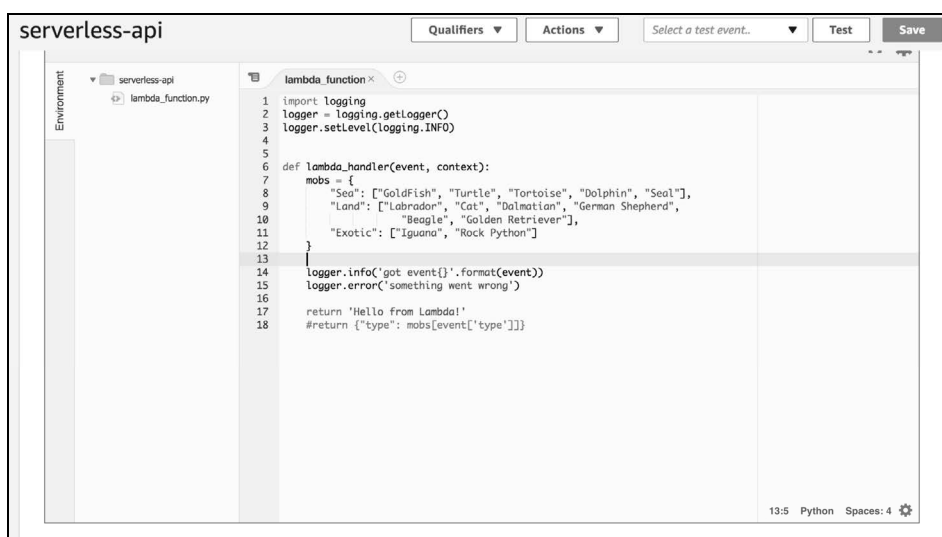 serverless-api
Qualifiers ▼ Actions ▼ Select a test event.. ▼ Test Save
Environment
serverless-api
lambda_function.py
lambda_function ×
1 import logging
2 logger = logging.getLogger()
3 logger.setLevel(logging.INFO)
4
5
6 def lambda_handler(event, context):
7     mobs = {
8         "Sea": ["GoldFish", "Turtle", "Tortoise", "Dolphin", "Seal"],
9         "Land": ["Labrador", "Cat", "Dalmatian", "German Shepherd",
10                     "Beagle", "Golden Retriever"],
11         "Exotic": ["Iguana", "Rock Python"]
12     }
13
14     logger.info('got event{}'.format(event))
15     logger.error('something went wrong')
16
17     return 'Hello from Lambda!'
18     #return {"type": mobs[event['type']]}
13:5 Python Spaces: 4